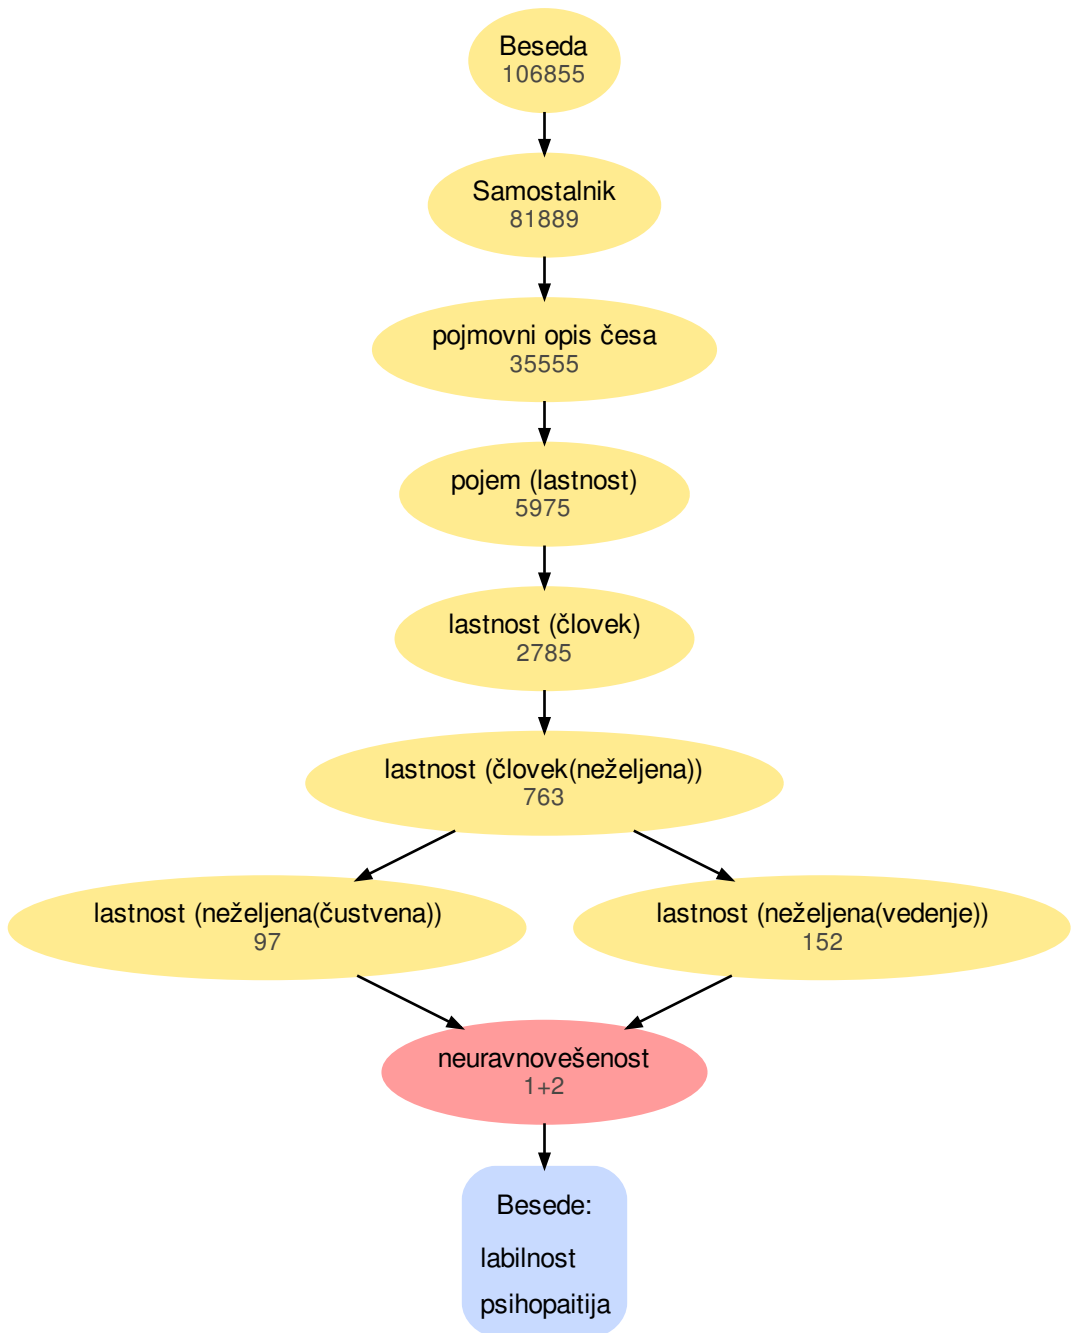 Beseda
106855
Samostalnik
81889
pojmovni opis česa
35555
pojem (lastnost)
5975
lastnost (človek)
2785
lastnost (človek(neželjena))
763
lastnost (neželjena(čustvena))
97
lastnost (neželjena(vedenje))
152
neuravnovešenost
1+2
Besede:
labilnost
psihopaitija